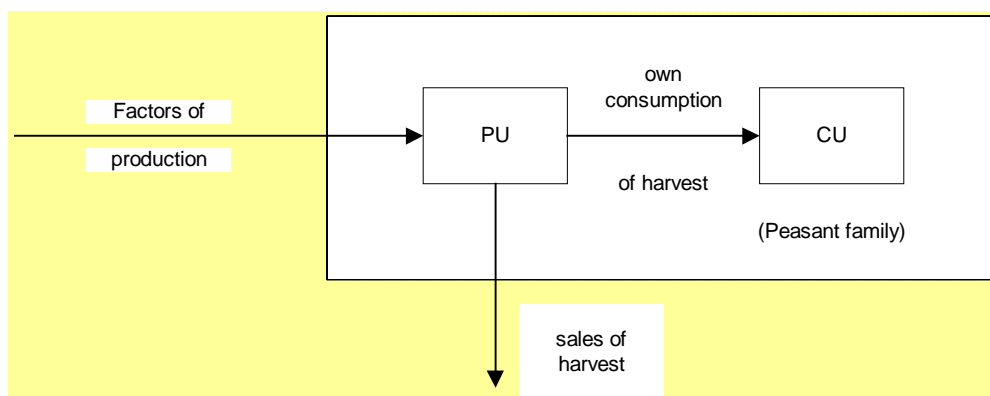 Factors of
production
PU
own
consumption
of harvest
CU
(Peasant family)
sales of
harvest